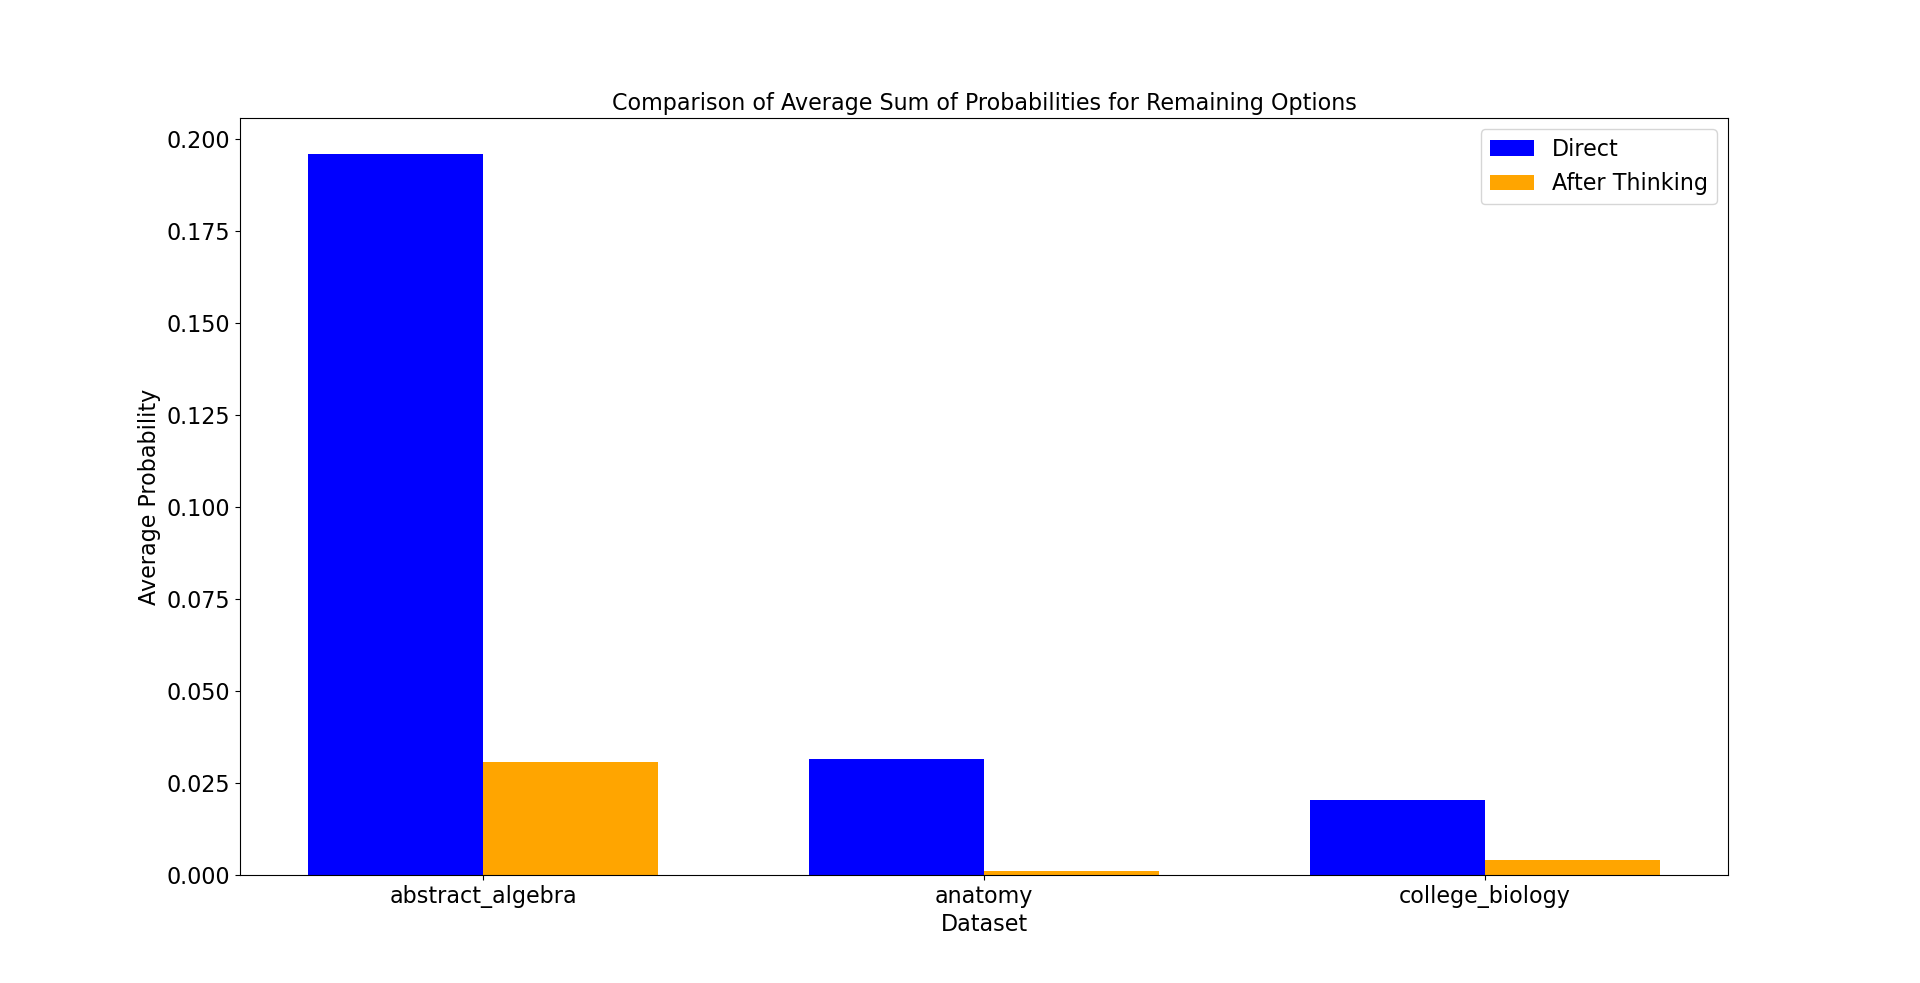 Comparison of Average Sum of Probabilities for Remaining Options
Direct
After Thinking
Average Probability
0.200
0.175
0.150
0.125
0.100
0.075
0.050
0.025
0.000
abstract_algebra
anatomy
college_biology
Dataset